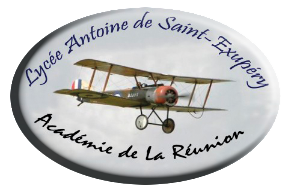 Lycée Antoine de Saint-Exupéry
Académie de La Réunion